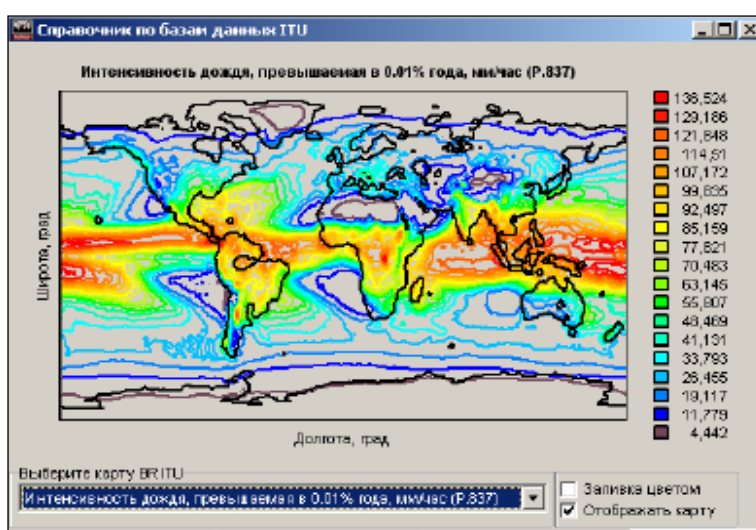 Справочник по базам данных ITU
Интенсивность дождя, превышаемая в 0.01% года, мм/час (P.837)
136,524
129,186
121,848
114,51
107,172
99,835
92,497
85,159
77,821
70,483
63,145
55,807
48,469
41,131
33,793
26,455
19,117
11,779
4,442
Широта, град
Долгота, град
Выберите карту BR ITU
Интенсивность дождя, превышаемая в 0.01% года, мм/час (P.837)
Заливка цветом
Отображать карту